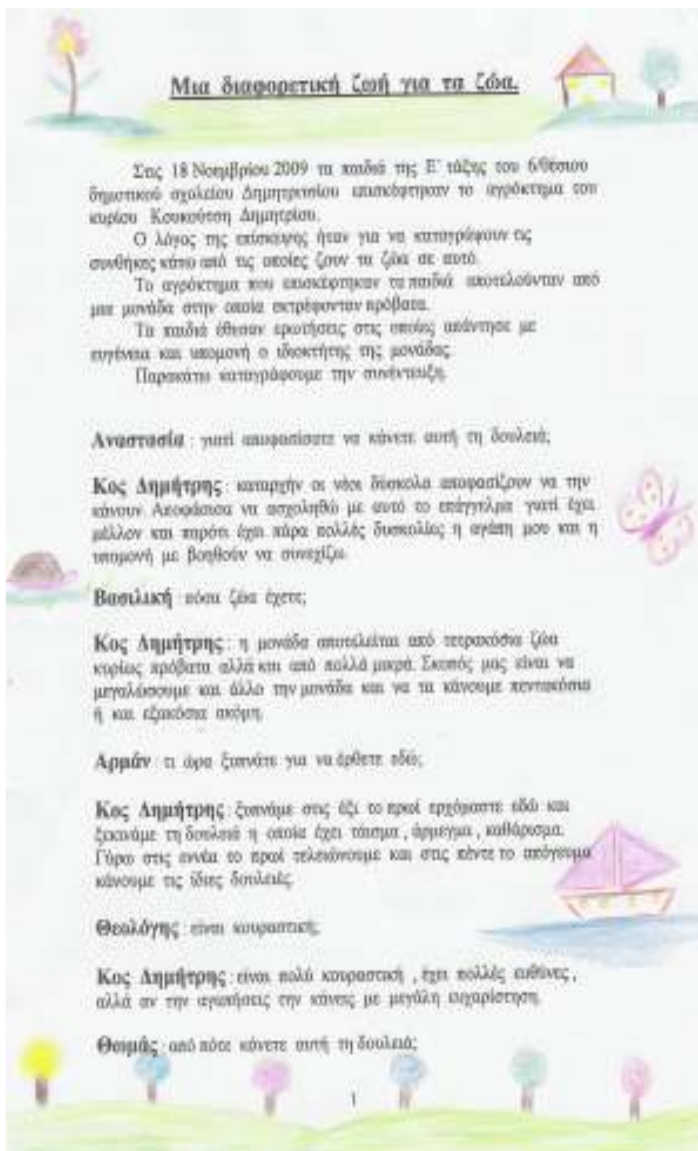 Μια διαφορετική ζωή για τα ζώα.
Στις 18 Νοεμβρίου 2009 τα παιδιά της Ε΄ τάξης του 6/θέσιου
δημοτικού σχολείου Δημητριτσίου επισκέφτηκαν το αγρόκτημα του
κυρίου Κουκούτση Δημητρίου.
Ο λόγος της επίσκεψης ήταν για να καταγράψουν τις
συνθήκες κάτω από τις οποίες ζουν τα ζώα σε αυτό.
Το αγρόκτημα που επισκέφτηκαν τα παιδιά αποτελούνταν από
μια μονάδα στην οποία εκτρέφονταν πρόβατα.
Τα παιδιά έθεσαν ερωτήσεις στις οποίες απάντησε με
ευγένεια και υπομονή ο ιδιοκτήτης της μονάδας.
Παρακάτω καταγράφουμε την συνέντευξη.
Αναστασία : γιατί αποφασίσατε να κάνετε αυτή τη δουλειά;
Κος Δημήτρης : καταρχήν οι νέοι δύσκολα αποφασίζουν να την
κάνουν. Αποφάσισα να ασχοληθώ με αυτό το επάγγελμα γιατί έχει
μέλλον και παρότι έχει πάρα πολλές δυσκολίες η αγάπη μου και η
υπομονή με βοηθούν να συνεχίζω.
Βασιλική : πόσα ζώα έχετε;
Κος Δημήτρης : η μονάδα αποτελείται από τετρακόσια ζώα
κυρίως πρόβατα αλλά και από πολλά μικρά. Σκοπός μας είναι να
μεγαλώσουμε και άλλο την μονάδα και να τα κάνουμε πεντακόσια
ή και εξακόσια ακόμη.
Αρμάν : τι ώρα ξυπνάτε για να έρθετε εδώ;
Κος Δημήτρης : ξυπνάμε στις έξι το πρωί ερχόμαστε εδώ και
ξεκινάμε τη δουλειά η οποία έχει τάισμα , άρμεγμα , καθάρισμα.
Γύρω στις εννέα το πρωί τελειώνουμε και στις πέντε το απόγευμα
κάνουμε τις ίδιες δουλειές.
Θεολόγης : είναι κουραστική;
Κος Δημήτρης : είναι πολύ κουραστική , έχει πολλές ευθύνες ,
αλλά αν την αγαπήσεις την κάνεις με μεγάλη ευχαρίστηση.
Θωμάς : από πότε κάνετε αυτή τη δουλειά;
1